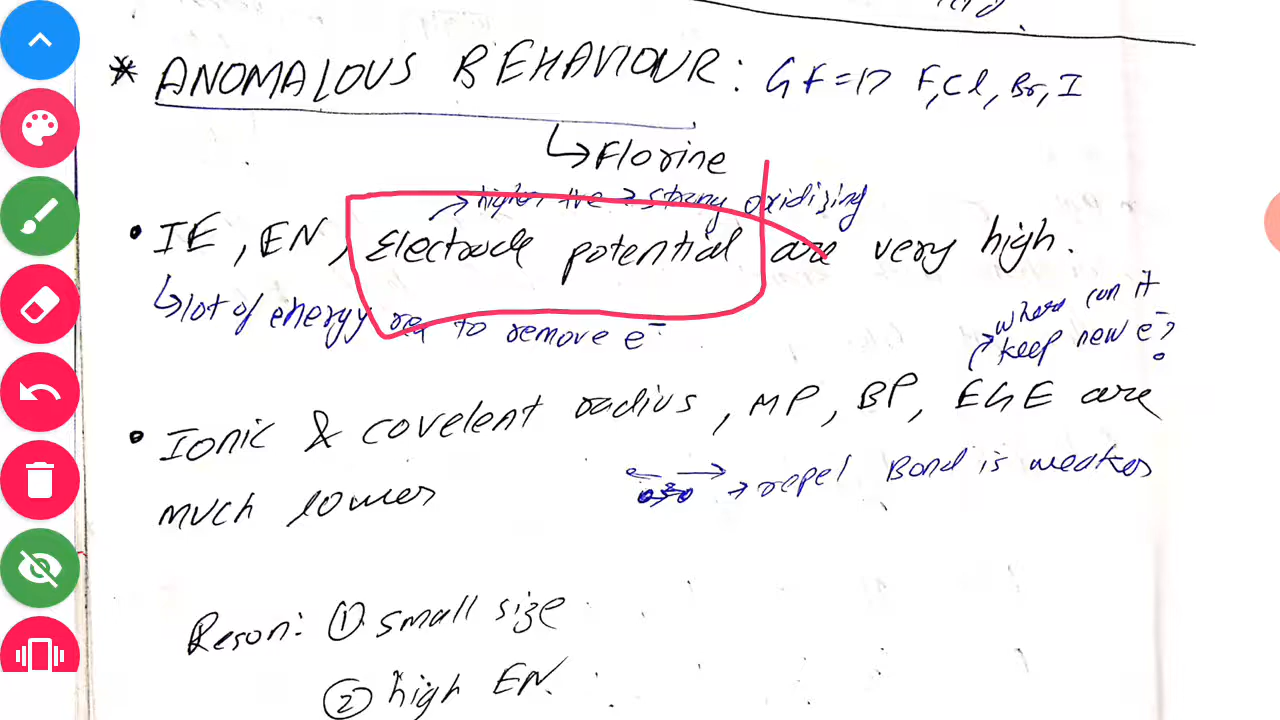 * ANOMALOUS BEHAVIOUR: GF=17 F, Cl, Br, I
↳Florine
→higher +ve → strong oxidizing
• IE, EN, Electrode potential are very high.
↳lot of energy req to remove e⁻
where can it
keep new e⁻?
• Ionic & covelent radius, MP, BP, EGE are
→repel Bond is weaker
much lower
Reson: ① small size
② high EN.